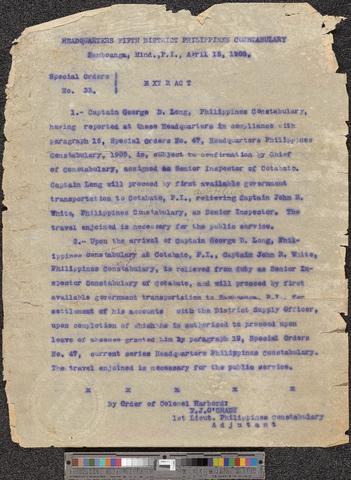 HEADQUARTERS FIFTH DISTRICT PHILIPPINES CONSTABULARY
Zamboanga, Mind., P.I., April 15,
Special Orders
No. 33.
EXTRACT
1.- Captain George D. Long, Philippines Constabulary,
having reported at these Headquarters in compliance with
paragraph 16, Special Orders No. 47, Headquarters Philippines
Constabulary, is, subject to confirmation by Chief
of Constabulary, assigned as Senior Inspector of Cotabato.
Captain Long will proceed by first available government
transportation to Cotabato, P.I., relieving Captain John R.
White, Philippines Constabulary, as Senior Inspector. The
travel enjoined is necessary for the public service.
2.- Upon the arrival of Captain George D. Long, Phil-
ippines constabulary at Cotabato, P.I., Captain John R. White,
Philippines Constabulary, is relieved from duty as Senior In-
spector Constabulary of Cotabato, and will proceed by first
available government transportation to Zamboanga, P.I., for
settlement of his accounts with the District Supply Officer,
upon completion of which he is authorized to proceed upon
leave of absence granted him by paragraph 12, Special Orders
No. 47, current series Headquarters Philippines Constabulary.
The travel enjoined is necessary for the public service.
x x x x x
By Order of Colonel Harbord:
1st Lieut. Philippines Constabulary
Adjutant